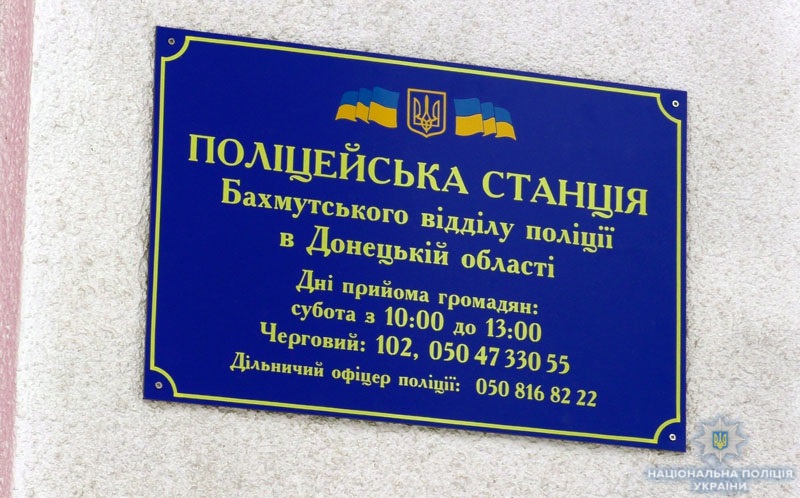 ПОЛІЦЕЙСЬКА СТАНЦІЯ
Бахмутського відділу поліції
в Донецькій області
Дні прийома громадян:
субота з 10:00 до 13:00
Черговий: 102, 050 47 330 55
Дільничий офіцер поліції: 050 816 82 22
НАЦІОНАЛЬНА ПОЛІЦІЯ
УКРАЇНИ